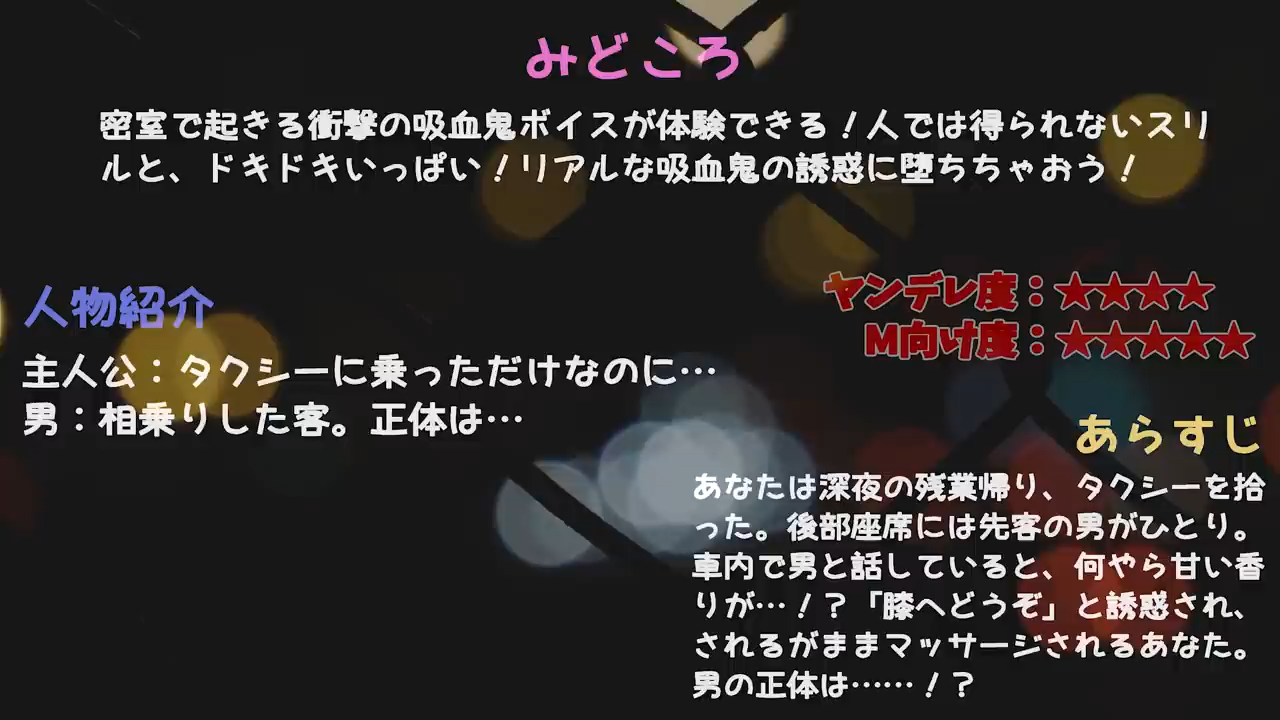 みどころ
密室で起きる衝撃の吸血鬼ボイスが体験できる！人では得られないスリ
ルと、ドキドキいっぱい！リアルな吸血鬼の誘惑に堕ちちゃおう！
人物紹介
主人公：タクシーに乗っただけなのに…
男：相乗りした客。正体は…
ヤンデレ度：★★★★
M向け度：★★★★★
あらすじ
あなたは深夜の残業帰り、タクシーを拾
った。後部座席には先客の男がひとり。
車内で男と話していると、何やら甘い香
りが…！？「膝へどうぞ」と誘惑され、
されるがままマッサージされるあなた。
男の正体は……！？